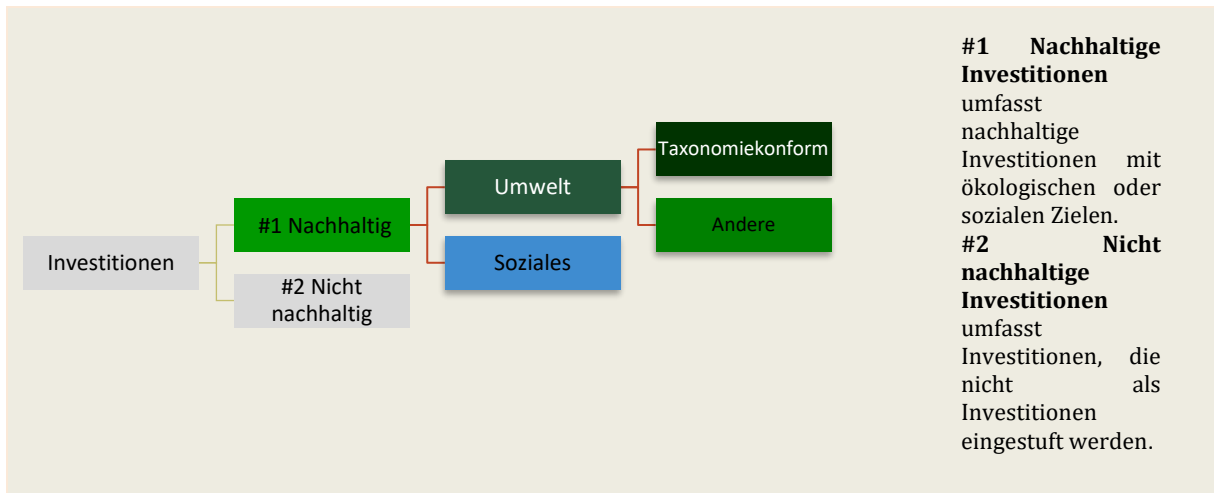 Investitionen
#1 Nachhaltig
#2 Nicht
nachhaltig
Umwelt
Soziales
Taxonomiekonform
Andere
#1 Nachhaltige
Investitionen
umfasst
nachhaltige
Investitionen mit
ökologischen oder
sozialen Zielen.
#2 Nicht
nachhaltige
Investitionen
umfasst
Investitionen, die
nicht als
Investitionen
eingestuft werden.